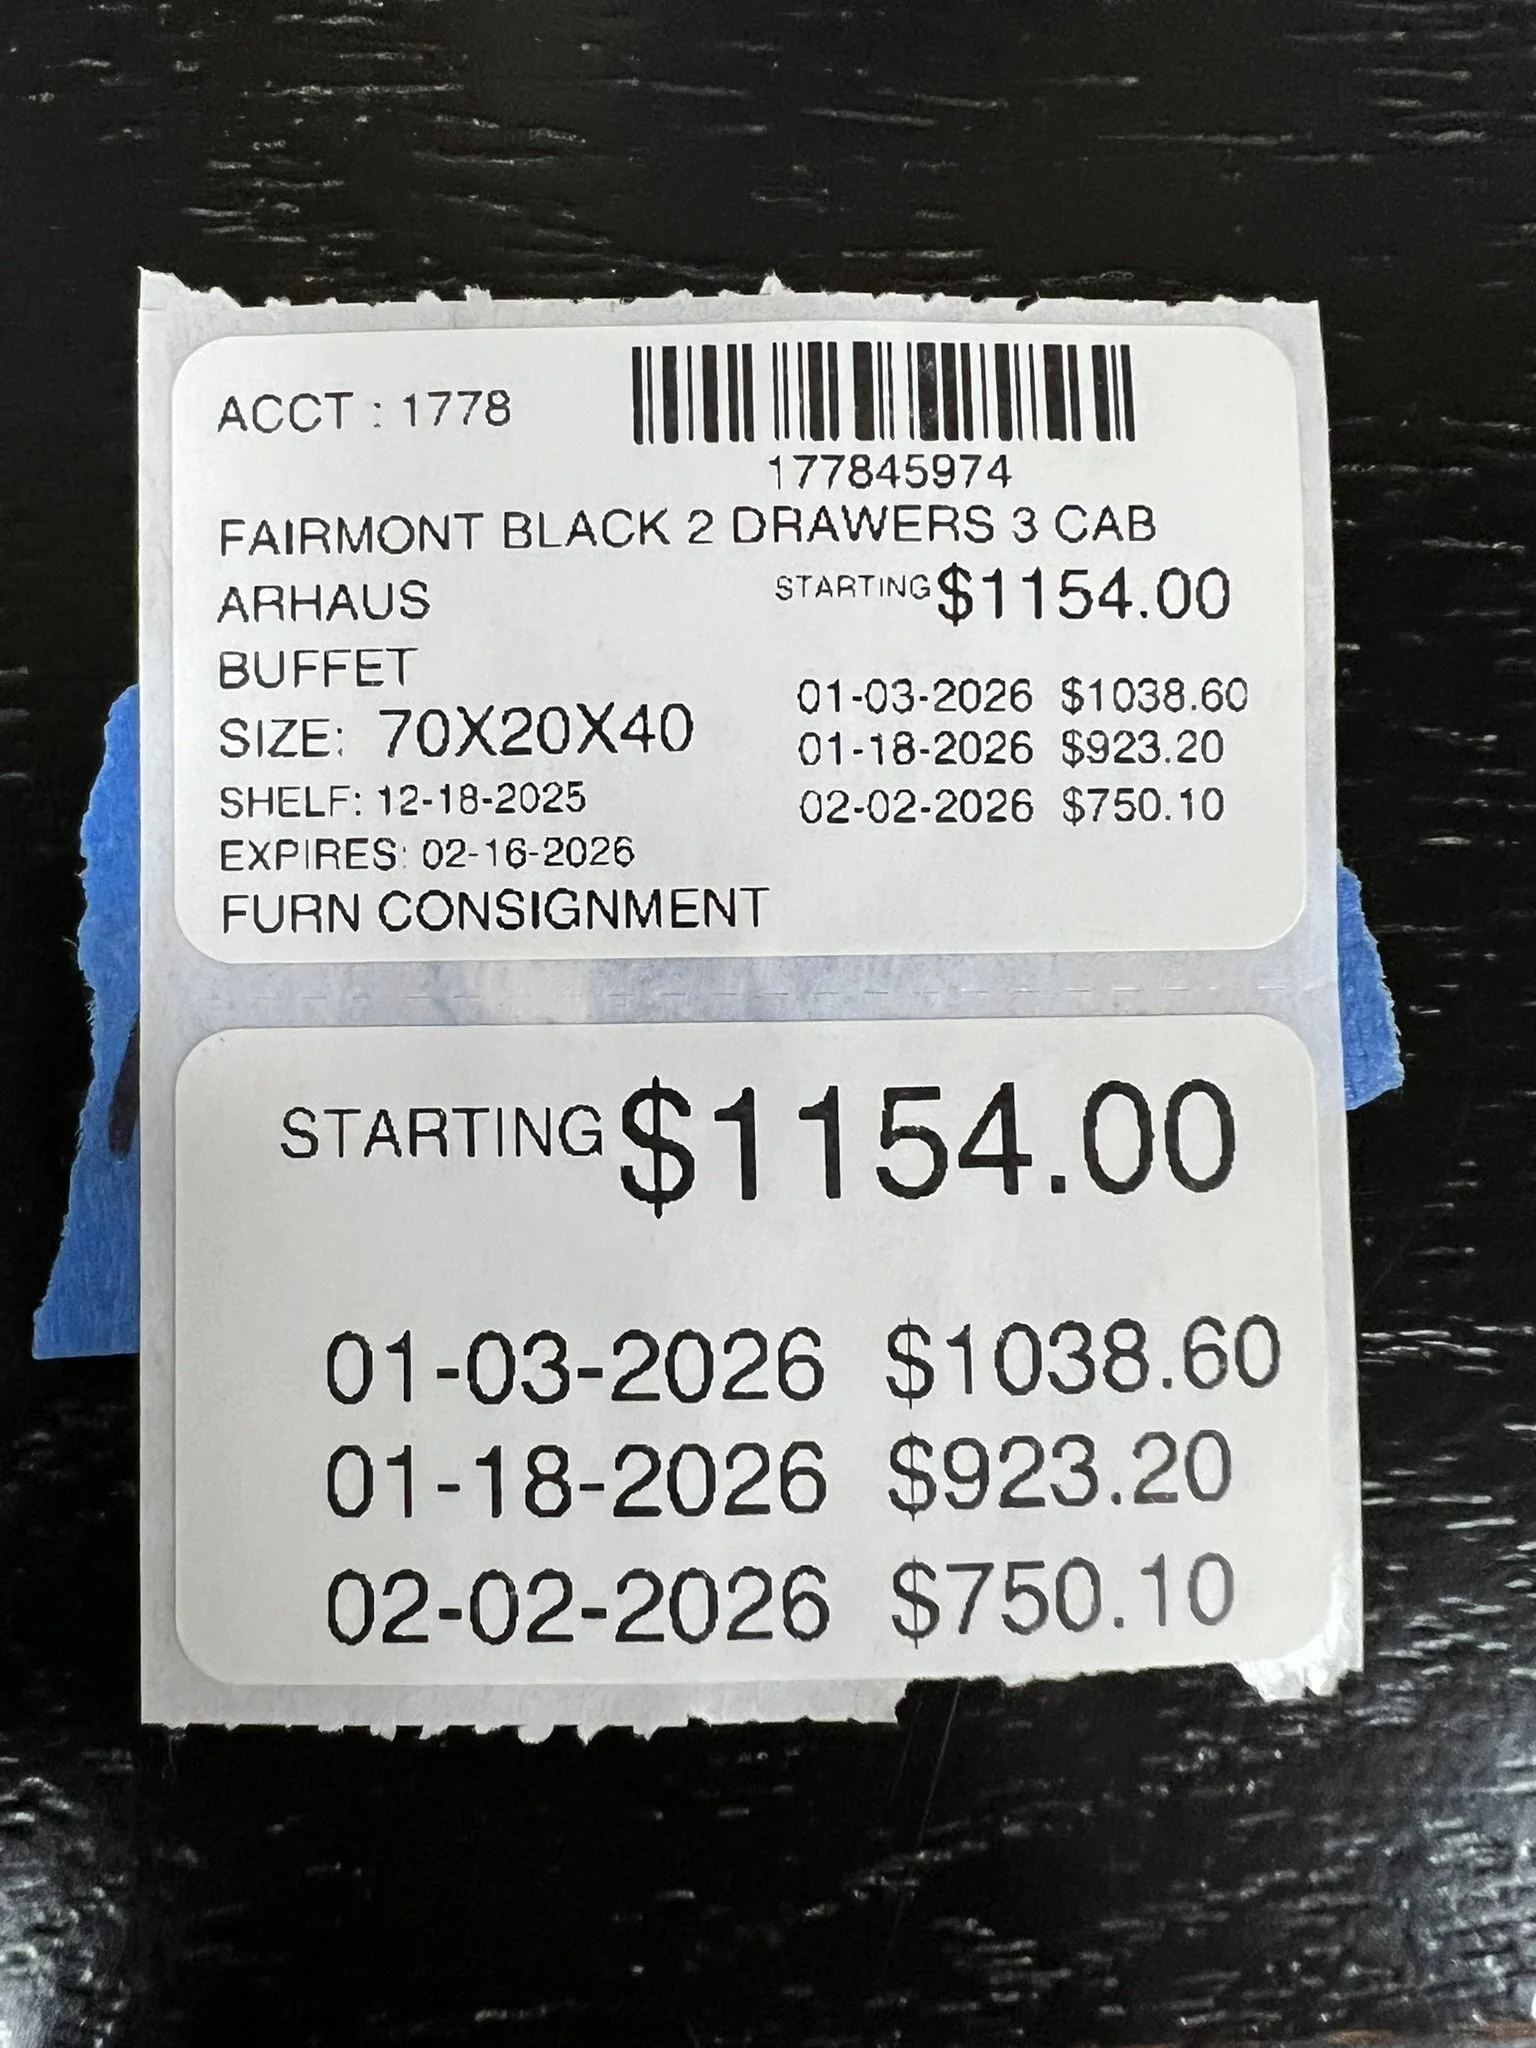 ACCT : 1778
177845974
FAIRMONT BLACK 2 DRAWERS 3 CAB
ARHAUS STARTING $1154.00
BUFFET
01-03-2026 $1038.60
SIZE: 70X20X40 01-18-2026 $923.20
SHELF: 12-18-2025 02-02-2026 $750.10
EXPIRES: 02-16-2026
FURN CONSIGNMENT
STARTING $1154.00
01-03-2026 $1038.60
01-18-2026 $923.20
02-02-2026 $750.10